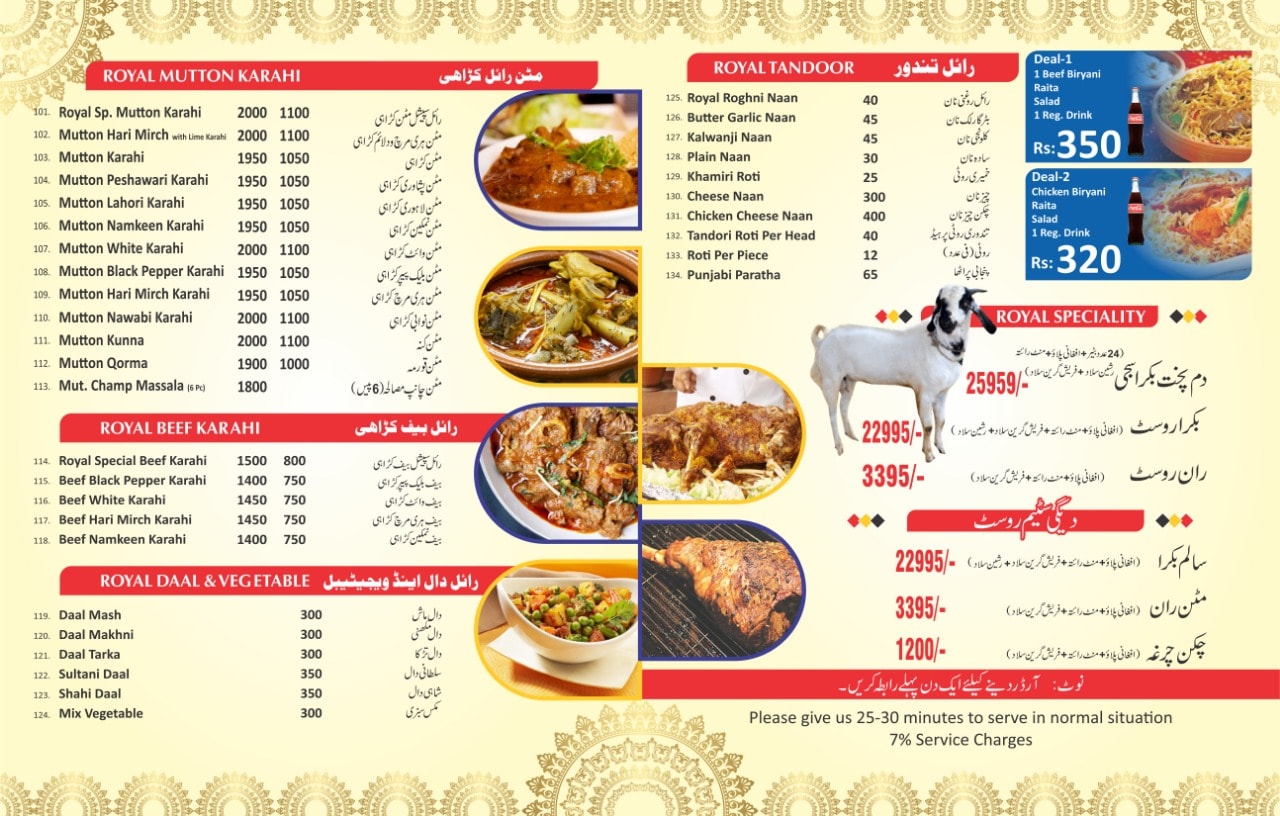 ROYAL MUTTON KARAHI مٹن رائل کڑاھی
101. Royal Sp. Mutton Karahi 2000 1100 رائل سپیشل مٹن کڑاہی
102. Mutton Hari Mirch with Lime Karahi 2000 1100 مٹن ہری مرچ ودلائم کڑاہی
103. Mutton Karahi 1950 1050 مٹن کڑاہی
104. Mutton Peshawari Karahi 1950 1050 مٹن پشاوری کڑاہی
105. Mutton Lahori Karahi 1950 1050 مٹن لاہوری کڑاہی
106. Mutton Namkeen Karahi 1950 1050 مٹن نمکین کڑاہی
107. Mutton White Karahi 2000 1100 مٹن وائٹ کڑاہی
108. Mutton Black Pepper Karahi 1950 1050 مٹن بلیک پیپر کڑاہی
109. Mutton Hari Mirch Karahi 1950 1050 مٹن ہری مرچ کڑاہی
110. Mutton Nawabi Karahi 2000 1100 مٹن نوابی کڑاہی
111. Mutton Kunna 2000 1100 مٹن کنہ
112. Mutton Qorma 1900 1000 مٹن قورمہ
113. Mut. Champ Massala (6 Pc) 1800 مٹن چانپ مصالحہ (6 پیس)
ROYAL BEEF KARAHI رائل بیف کڑاھی
114. Royal Special Beef Karahi 1500 800 رائل سپیشل بیف کڑاہی
115. Beef Black Pepper Karahi 1400 750 بیف بلیک پیپر کڑاہی
116. Beef White Karahi 1450 750 بیف وائٹ کڑاہی
117. Beef Hari Mirch Karahi 1450 750 بیف ہری مرچ کڑاہی
118. Beef Namkeen Karahi 1400 750 بیف نمکین کڑاہی
ROYAL DAAL & VEGETABLE رائل دال اینڈ ویجیٹیبل
119. Daal Mash 300 دال ماش
120. Daal Makhni 300 دال مکھنی
121. Daal Tarka 300 دال تڑکا
122. Sultani Daal 350 سلطانی دال
123. Shahi Daal 350 شاہی دال
124. Mix Vegetable 300 مکس سبزی
ROYAL TANDOOR رائل تندور
125. Royal Roghni Naan 40 رائل روغنی نان
126. Butter Garlic Naan 45 بٹر گارلک نان
127. Kalwanji Naan 45 کلونجی نان
128. Plain Naan 30 سادہ نان
129. Khamiri Roti 25 خمیری روٹی
130. Cheese Naan 300 چیز نان
131. Chicken Cheese Naan 400 چکن چیز نان
132. Tandori Roti Per Head 40 تندوری روٹی پر ہیڈ
133. Roti Per Piece 12 روٹی (فی عدد)
134. Punjabi Paratha 65 پنجابی پراٹھا
Deal-1
1 Beef Biryani
Raita
Salad
1 Reg. Drink
Rs: 350
Deal-2
Chicken Biryani
Raita
Salad
1 Reg. Drink
Rs: 320
ROYAL SPECIALITY
(24 عدد بٹیر + افغانی پلاؤ + منٹ رائتہ
دم پخت بکرا سجی رشین سلاد + فریش گرین سلاد) 25959/-
بکرا روسٹ (افغانی پلاؤ + منٹ رائتہ + فریش گرین سلاد + رشین سلاد) 22995/-
ران روسٹ (افغانی پلاؤ + منٹ رائتہ + فریش گرین سلاد) 3395/-
دیگی سٹیم روسٹ
سالم بکرا (افغانی پلاؤ + منٹ رائتہ + فریش گرین سلاد + رشین سلاد) 22995/-
مٹن ران (افغانی پلاؤ + منٹ رائتہ + فریش گرین سلاد) 3395/-
چکن چرغہ (افغانی پلاؤ + منٹ رائتہ + فریش گرین سلاد) 1200/-
نوٹ: آرڈر دینے کیلئے ایک دن پہلے رابطہ کریں۔
Please give us 25-30 minutes to serve in normal situation
7% Service Charges